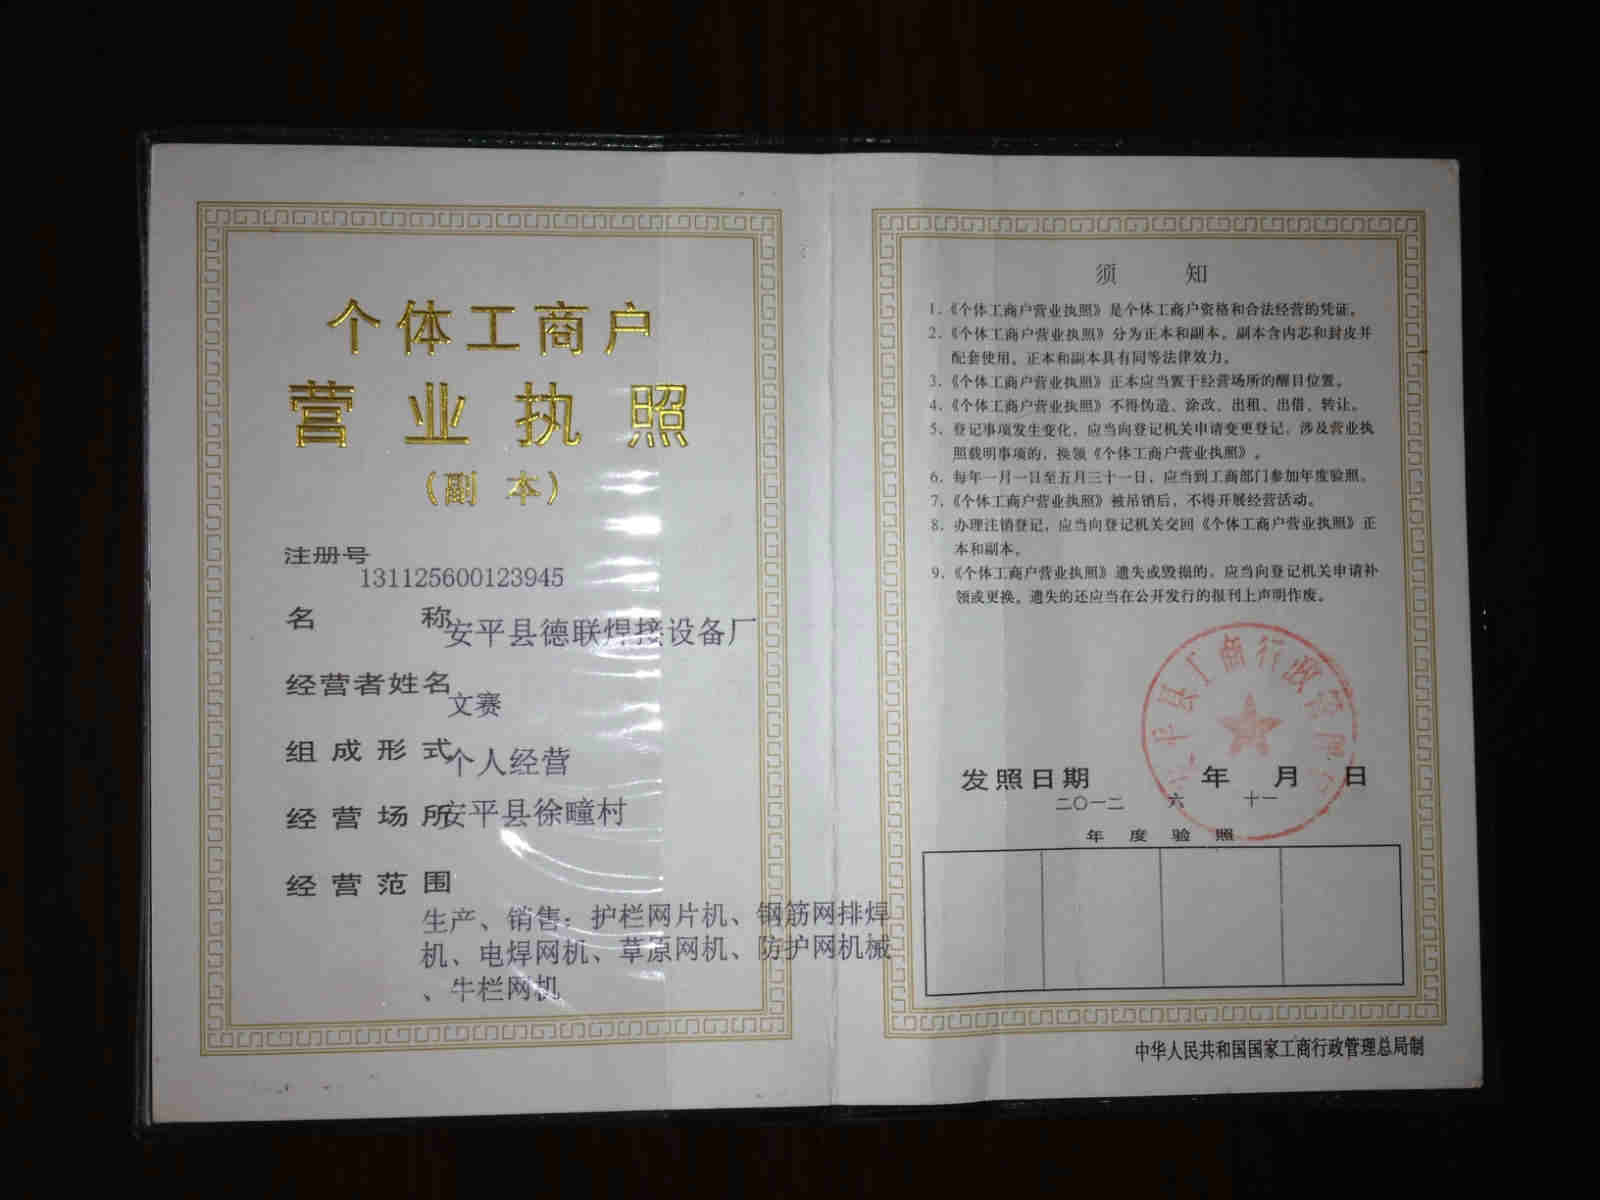 个体工商户
营业执照
（副 本）
注册号
131125600123945
名 称
安平县德联焊接设备厂
经营者姓名
文赛
组成形式
个人经营
经营场所
安平县徐疃村
经营范围
生产、销售：护栏网片机、钢筋网排焊
机、电焊网机、草原网机、防护网机械
、牛栏网机
须 知
1.《个体工商户营业执照》是个体工商户资格和合法经营的凭证。
2.《个体工商户营业执照》分为正本和副本，副本含内芯和封皮并
配套使用。正本和副本具有同等法律效力。
3.《个体工商户营业执照》正本应当置于经营场所的醒目位置。
4.《个体工商户营业执照》不得伪造、涂改、出租、出借、转让。
5. 登记事项发生变化，应当向登记机关申请变更登记，涉及营业执
照载明事项的，换领《个体工商户营业执照》。
6. 每年一月一日至五月三十一日，应当到工商部门参加年度验照。
7.《个体工商户营业执照》被吊销后，不得开展经营活动。
8. 办理注销登记，应当向登记机关交回《个体工商户营业执照》正
本和副本。
9.《个体工商户营业执照》遗失或毁损的，应当向登记机关申请补
领或更换。遗失的还应当在公开发行的报刊上声明作废。
县工商行政管理
发照日期 年 月 日
二〇一二 六 十一
年 度 验 照
中华人民共和国国家工商行政管理总局制